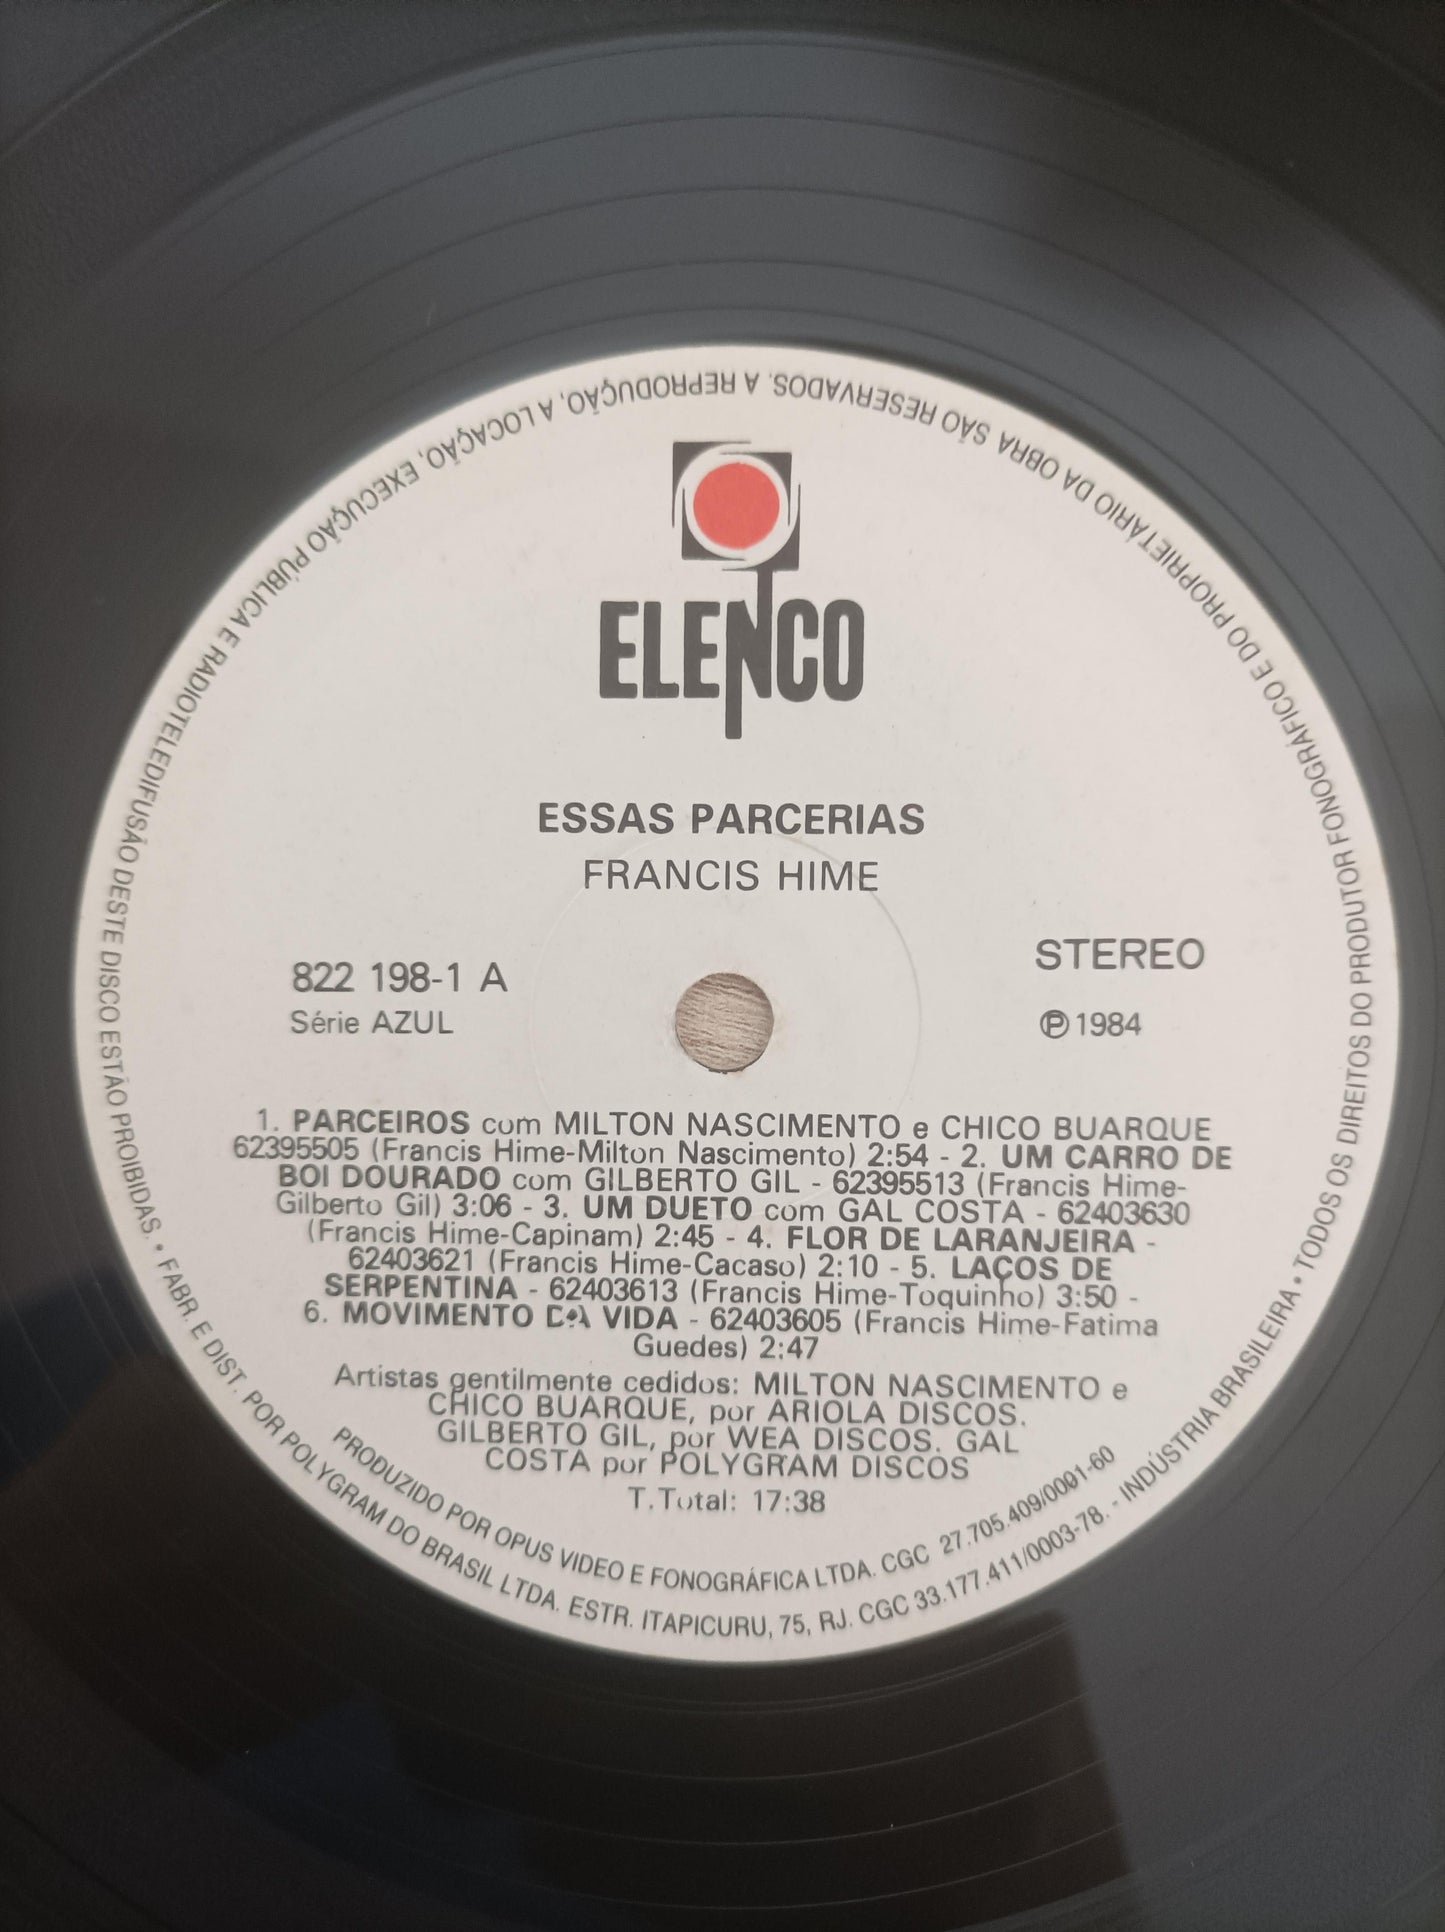 ELENCO
ESSAS PARCERIAS
FRANCIS HIME
822 198-1 A
Série AZUL
STEREO
Ⓟ 1984
1. PARCEIROS com MILTON NASCIMENTO e CHICO BUARQUE
62395505 (Francis Hime-Milton Nascimento) 2:54 - 2. UM CARRO DE
BOI DOURADO com GILBERTO GIL - 62395513 (Francis Hime-
Gilberto Gil) 3:06 - 3. UM DUETO com GAL COSTA - 62403630
(Francis Hime-Capinam) 2:45 - 4. FLOR DE LARANJEIRA -
62403621 (Francis Hime-Cacaso) 2:10 - 5. LAÇOS DE
SERPENTINA - 62403613 (Francis Hime-Toquinho) 3:50 -
6. MOVIMENTO DA VIDA - 62403605 (Francis Hime-Fatima
Guedes) 2:47
Artistas gentilmente cedidos: MILTON NASCIMENTO e
CHICO BUARQUE, por ARIOLA DISCOS.
GILBERTO GIL, por WEA DISCOS. GAL
COSTA por POLYGRAM DISCOS
T.Total: 17:38
PRODUZIDO POR OPUS VIDEO E FONOGRÁFICA LTDA. CGC 27.705.409/0001-60
• FABR. E DIST. POR POLYGRAM DO BRASIL LTDA. ESTR. ITAPICURU, 75, RJ. CGC 33.177.411/0003-78. - INDÚSTRIA BRASILEIRA • TODOS OS DIREITOS DO PRODUTOR FONOGRÁFICO E DO PROPRIETÁRIO DA OBRA SÃO RESERVADOS. A REPRODUÇÃO, A LOCAÇÃO, EXECUÇÃO PÚBLICA E RADIOTELEDIFUSÃO DESTE DISCO ESTÃO PROIBIDAS.